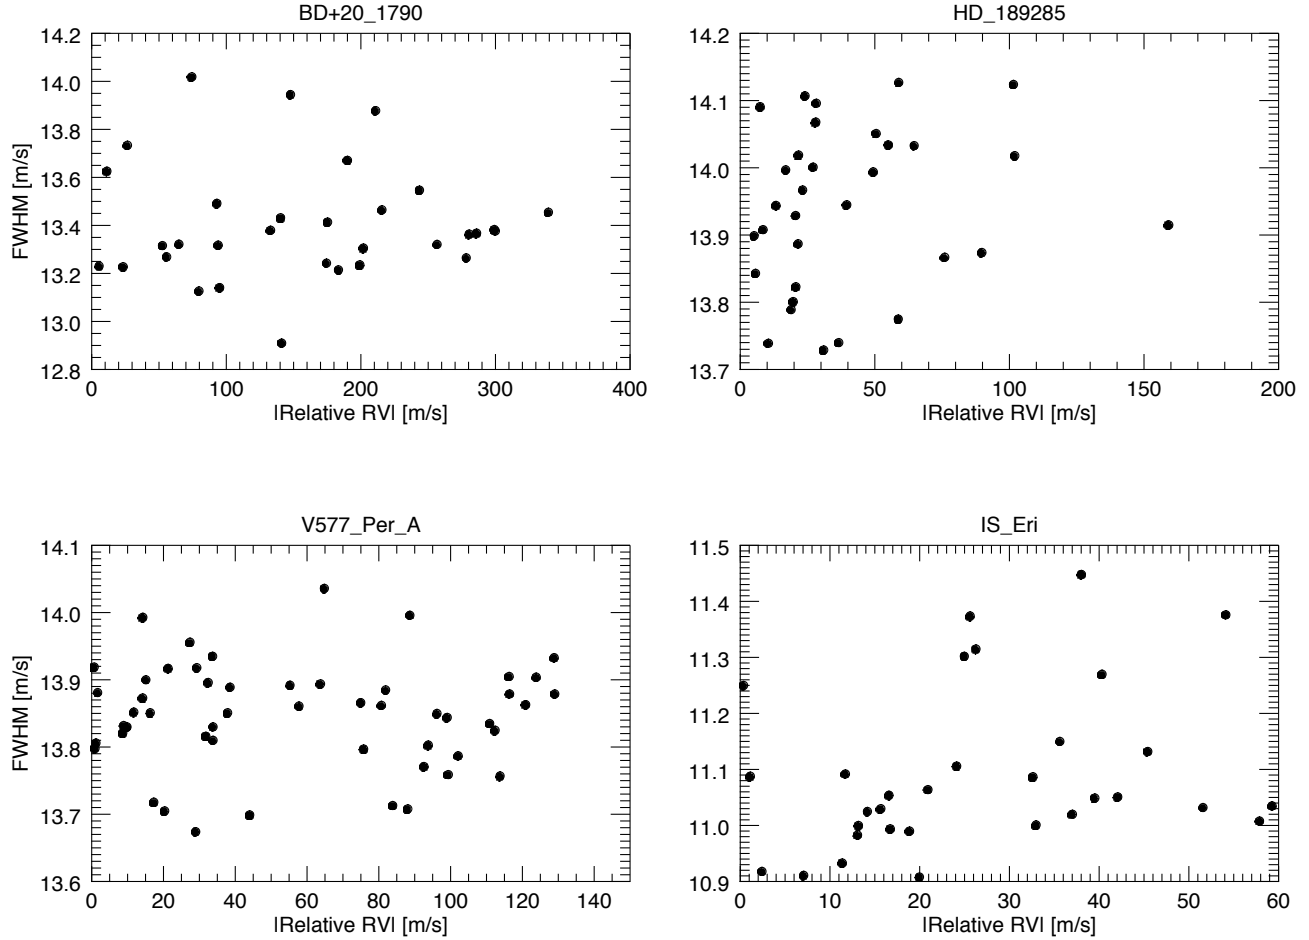 BD+20_1790
HD_189285
14.2
14.0
13.8
13.6
13.4
13.2
13.0
12.8
FWHM [m/s]
0 100 200 300 400
|Relative RV| [m/s]
14.2
14.1
14.0
13.9
13.8
13.7
0 50 100 150 200
|Relative RV| [m/s]
V577_Per_A
IS_Eri
14.1
14.0
13.9
13.8
13.7
13.6
FWHM [m/s]
0 20 40 60 80 100 120 140
|Relative RV| [m/s]
11.5
11.4
11.3
11.2
11.1
11.0
10.9
0 10 20 30 40 50 60
|Relative RV| [m/s]